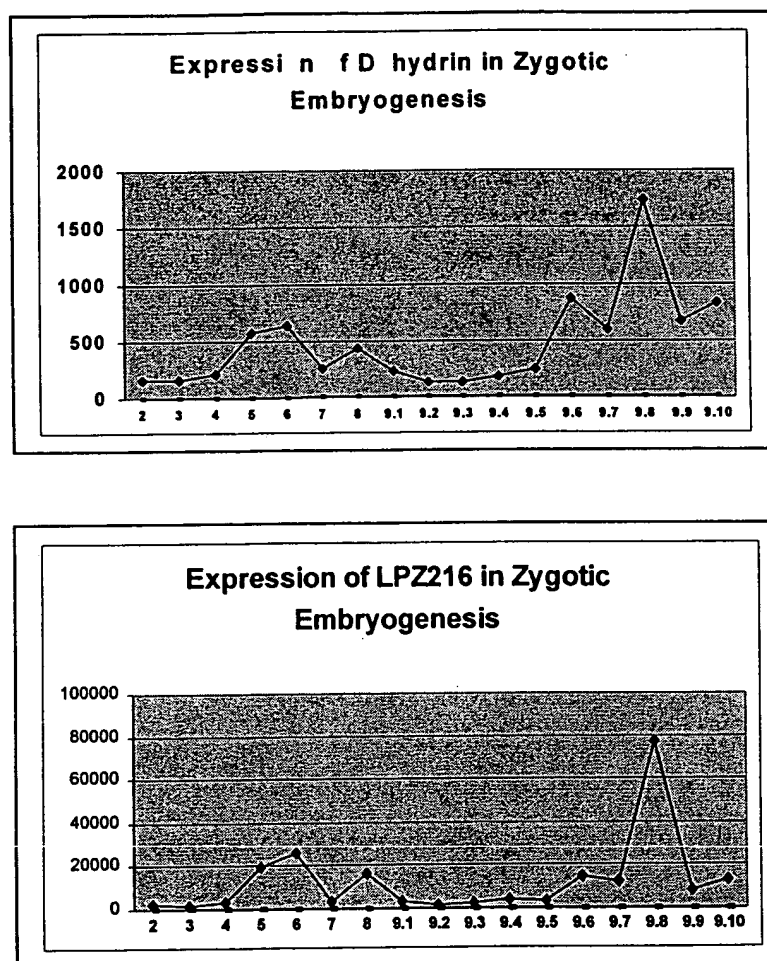 Expressi n f D hydrin in Zygotic
Embryogenesis
2000
1500
1000
500
0
2 3 4 5 6 7 8 9.1 9.2 9.3 9.4 9.5 9.6 9.7 9.8 9.9 9.10
Expression of LPZ216 in Zygotic
Embryogenesis
100000
80000
60000
40000
20000
0
2 3 4 5 6 7 8 9.1 9.2 9.3 9.4 9.5 9.6 9.7 9.8 9.9 9.10